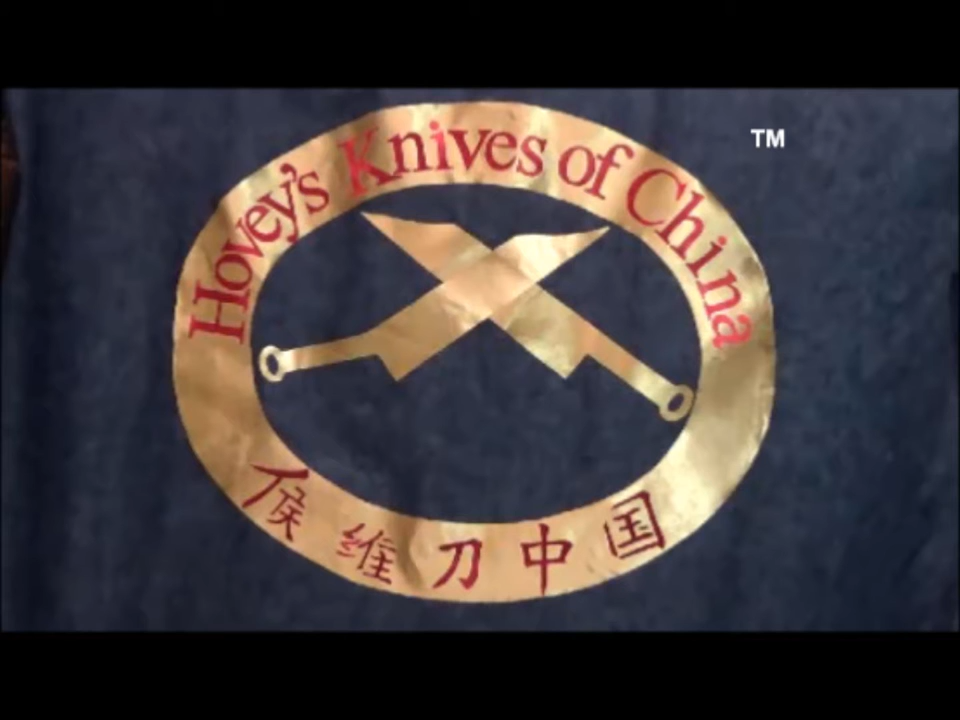 Hovey's Knives of China
TM
侯维刀中国